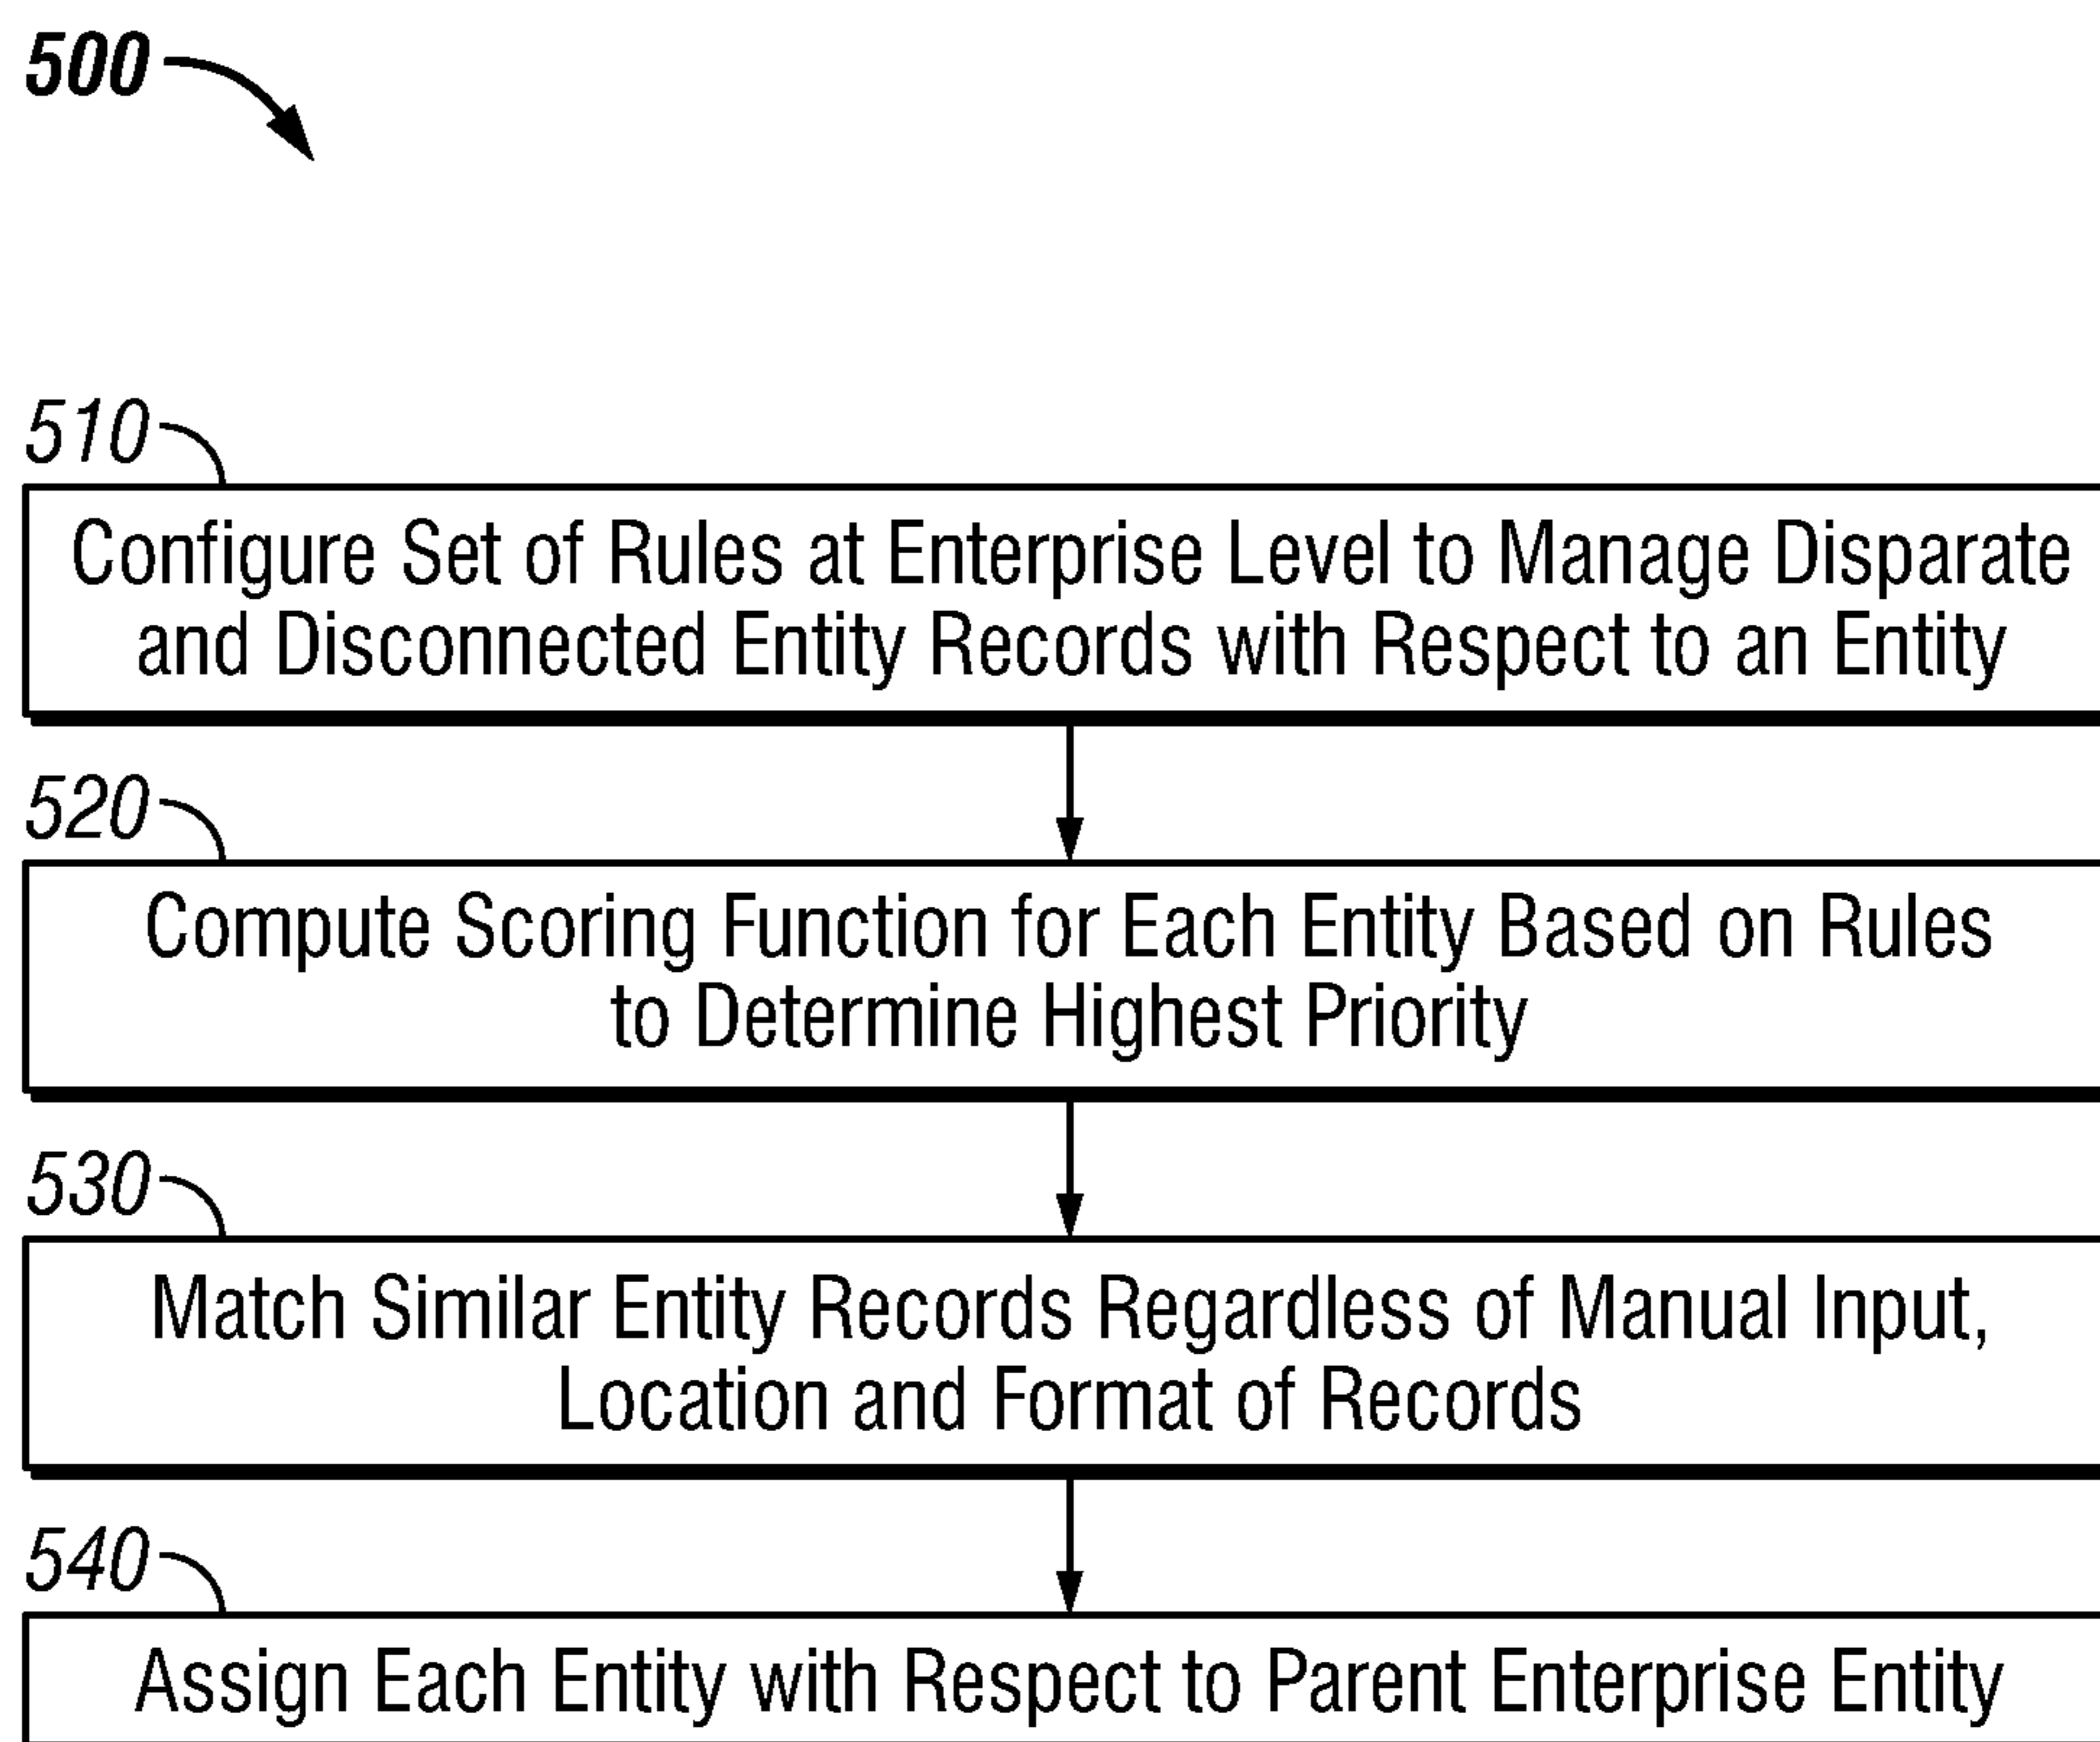 500
510
Configure Set of Rules at Enterprise Level to Manage Disparate
and Disconnected Entity Records with Respect to an Entity
520
Compute Scoring Function for Each Entity Based on Rules
to Determine Highest Priority
530
Match Similar Entity Records Regardless of Manual Input,
Location and Format of Records
540
Assign Each Entity with Respect to Parent Enterprise Entity